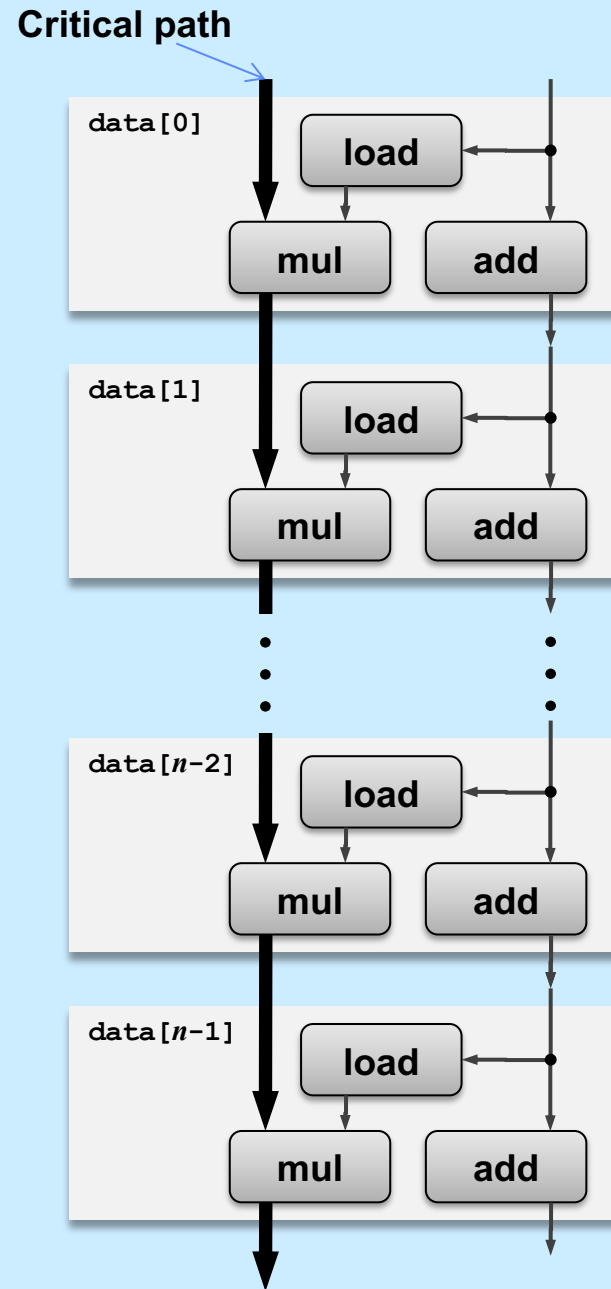 Critical path
data[0]
load
mul add
data[1]
load
mul add
data[n-2]
load
mul add
data[n-1]
load
mul add